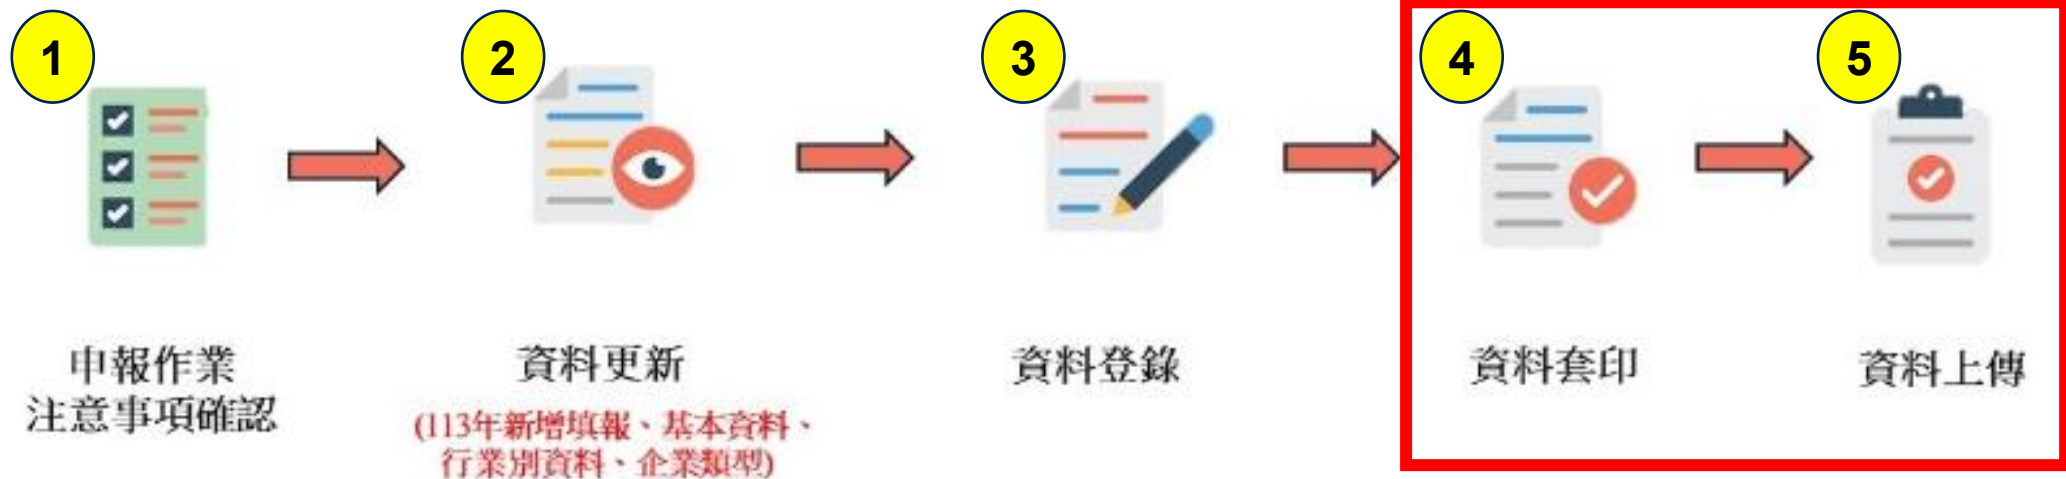 1
2
3
4
5
申報作業
注意事項確認
資料更新
(113年新增填報、基本資料、
行業別資料、企業類型)
資料登錄
資料套印
資料上傳